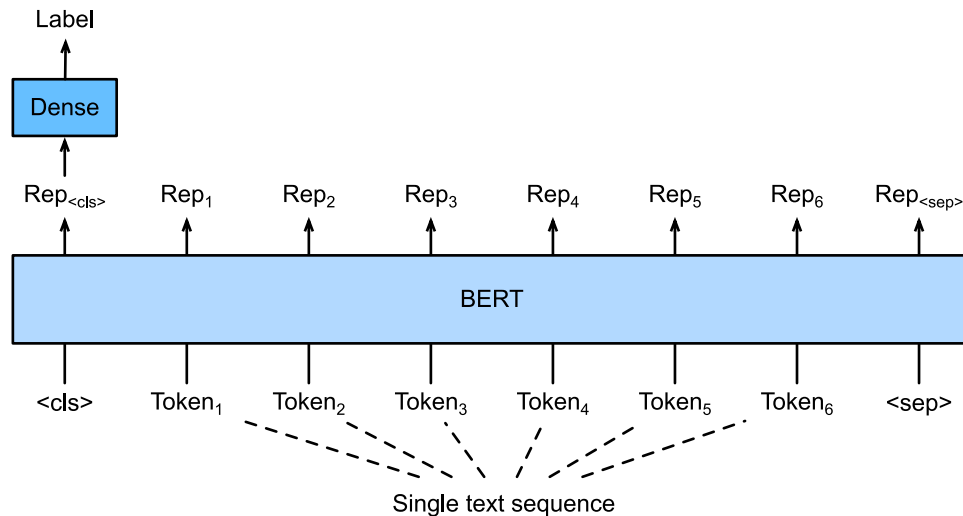 Label
Dense
Rep<cls> Rep1 Rep2 Rep3 Rep4 Rep5 Rep6 Rep<sep>
BERT
<cls> Token1 Token2 Token3 Token4 Token5 Token6 <sep>
Single text sequence